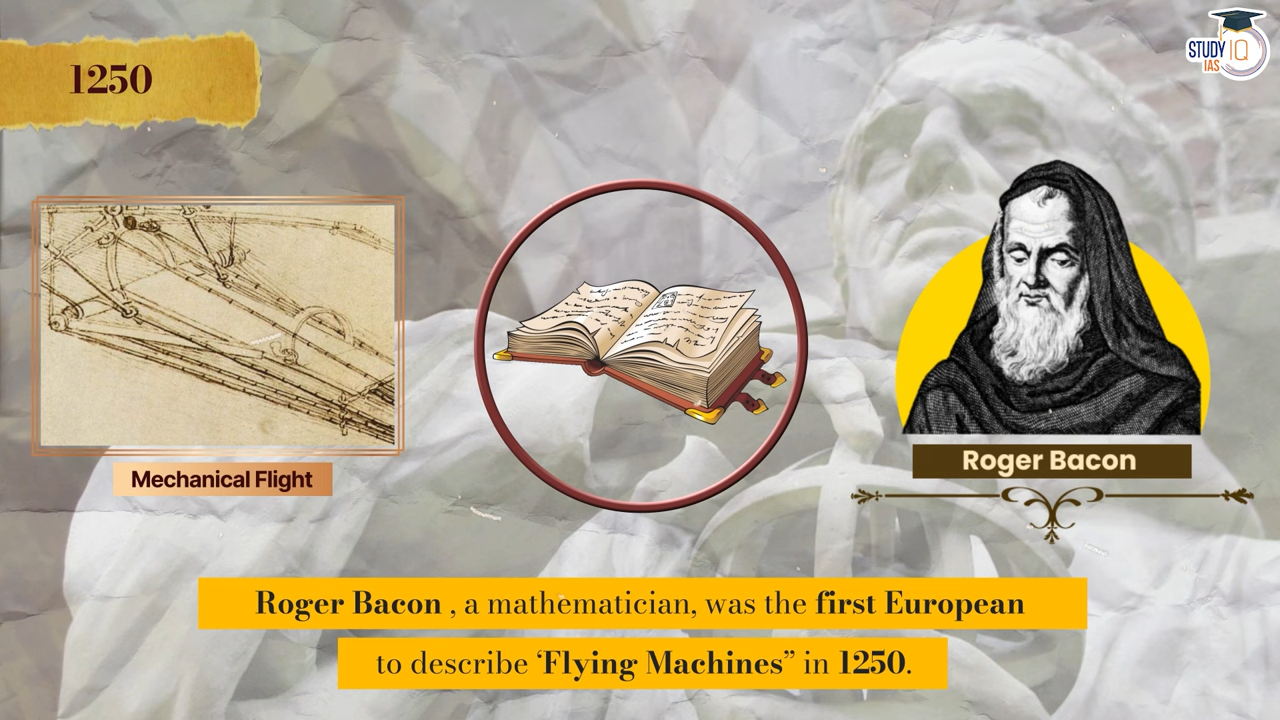 1250
STUDY IQ
IAS
Mechanical Flight
Roger Bacon
Roger Bacon , a mathematician, was the first European
to describe ‘Flying Machines” in 1250.